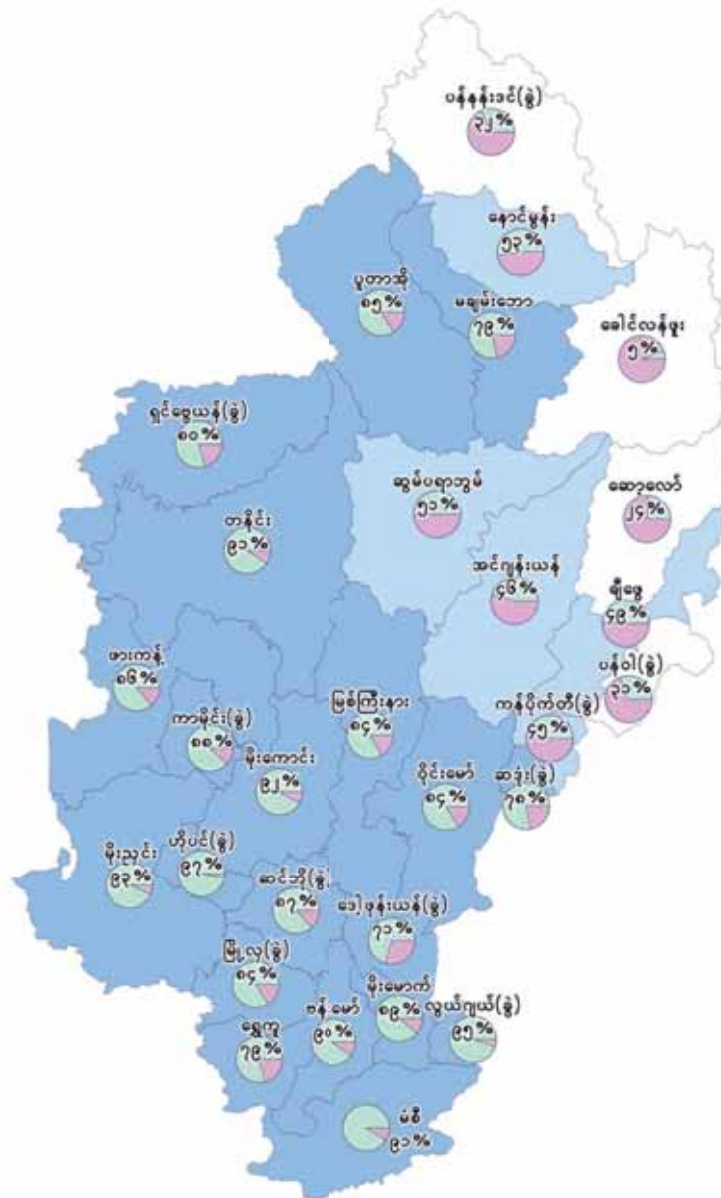 ပန်နန်းဒင်(ခွဲ)
၃၂%
နောင်မွန်း
၅၃%
ပူတာအို
၈၅%
မချမ်းဘော
၇၉%
ခေါင်လန်ဖူး
၅%
ရှင်ဗွေယန်(ခွဲ)
၈၀%
ဆွမ်ပရာဘွမ်
၅၁%
ဆော့လော်
၂၄%
တနိုင်း
၉၁%
အင်ဂျန်းယန်
၄၆%
ချီဖွေ
၄၉%
ဖားကန့်
၈၆%
ပန်ဝါ(ခွဲ)
၃၁%
ကာမိုင်း(ခွဲ)
၈၈%
မြစ်ကြီးနား
၈၄%
ကန်ပိုက်တီ(ခွဲ)
၄၅%
မိုးကောင်း
၉၂%
ဝိုင်းမော်
၈၄%
ဆဒုံး(ခွဲ)
၇၈%
မိုးညှင်း
၉၃%
ဟိုပင်(ခွဲ)
၉၇%
ဆင်ဘို(ခွဲ)
၈၇%
ဒေါ့ဖုန်းယန်(ခွဲ)
၇၁%
မြို့လှ(ခွဲ)
၈၄%
မိုးမောက်
၈၉%
လွယ်ဂျယ်(ခွဲ)
၉၅%
ရွှေကူ
၇၉%
ဗန်းမော်
၉၀%
မံစီ
၉၁%